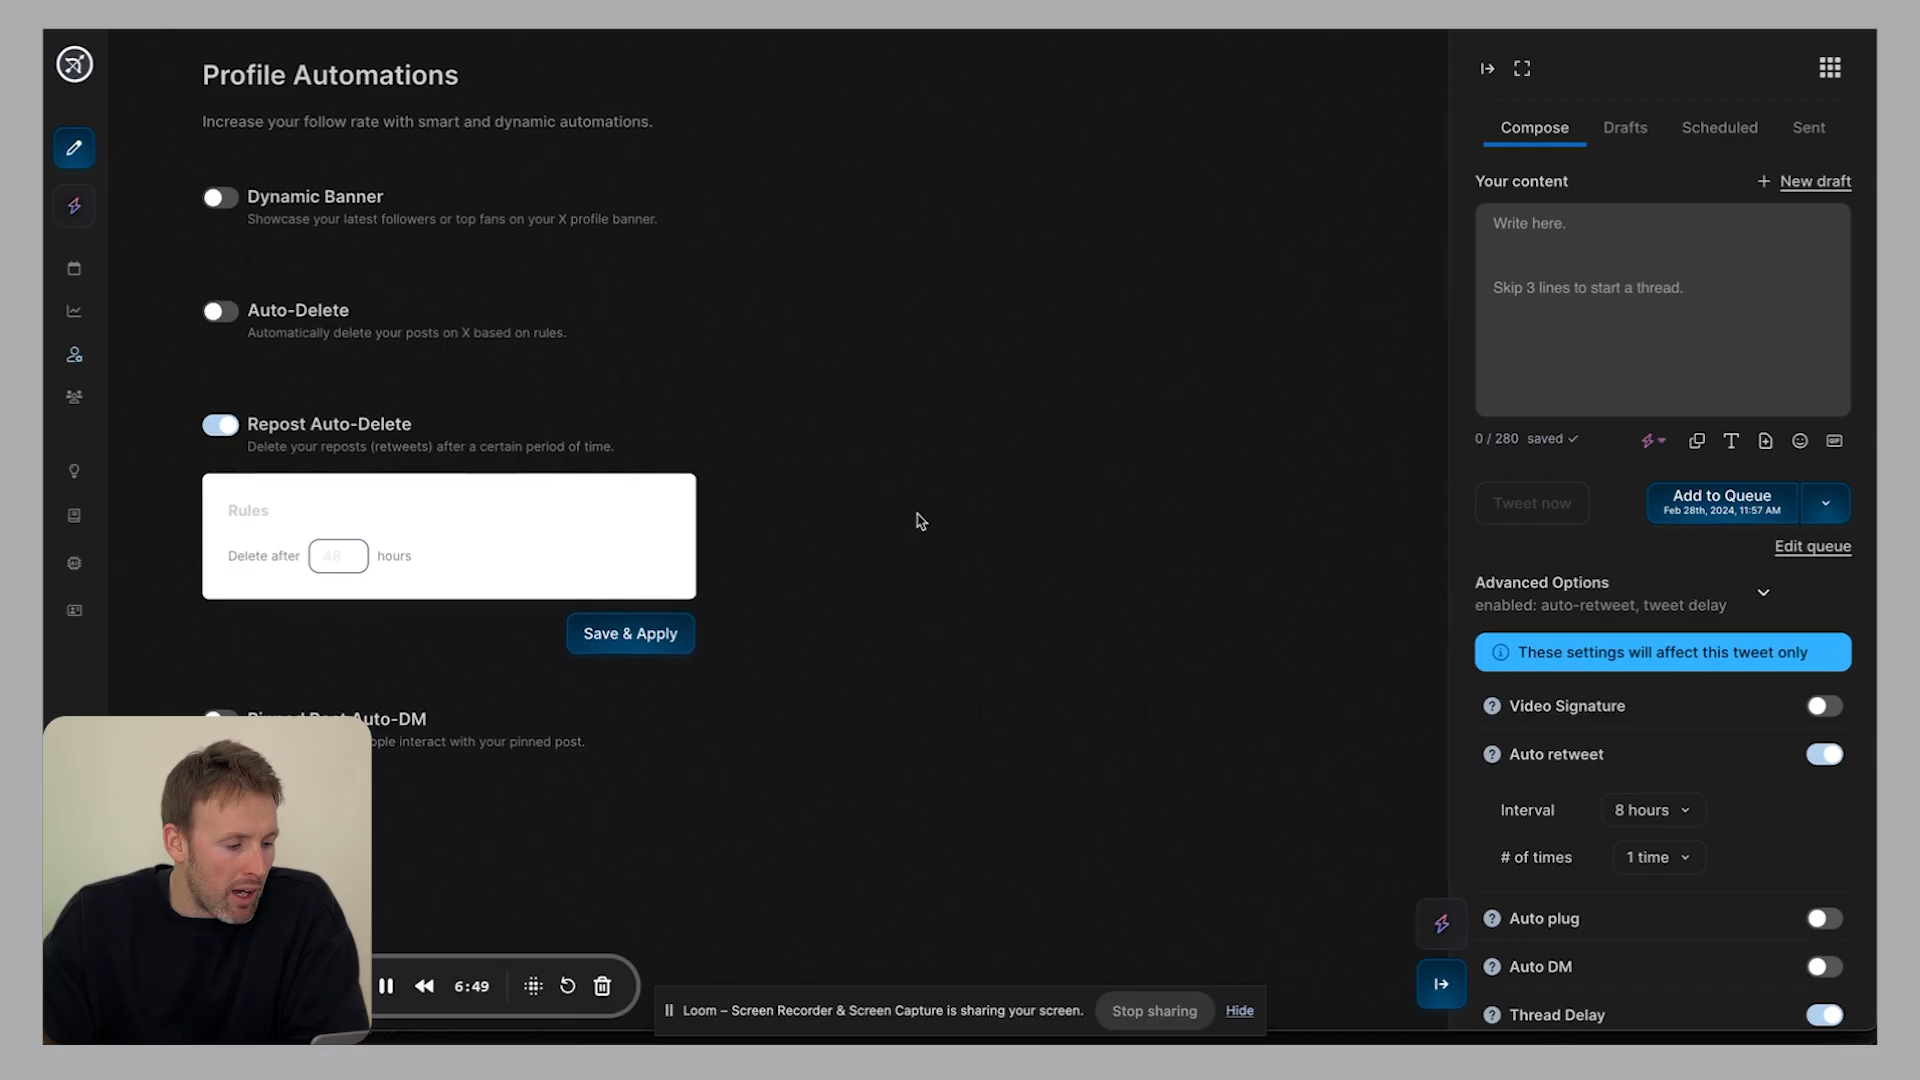 Profile Automations
Increase your follow rate with smart and dynamic automations.
Dynamic Banner
Showcase your latest followers or top fans on your X profile banner.
Auto-Delete
Automatically delete your posts on X based on rules.
Repost Auto-Delete
Delete your reposts (retweets) after a certain period of time.
Rules
Delete after 48 hours
Save & Apply
Auto-DM
interact with your pinned post.
6:49
Loom – Screen Recorder & Screen Capture is sharing your screen.
Stop sharing
Hide
Compose
Drafts
Scheduled
Sent
Your content
+ New draft
Write here.
Skip 3 lines to start a thread.
0 / 280 saved
GIF
Tweet now
Add to Queue
Feb 28th, 2024, 11:57 AM
Edit queue
Advanced Options
enabled: auto-retweet, tweet delay
These settings will affect this tweet only
Video Signature
Auto retweet
Interval 8 hours
# of times 1 time
Auto plug
Auto DM
Thread Delay